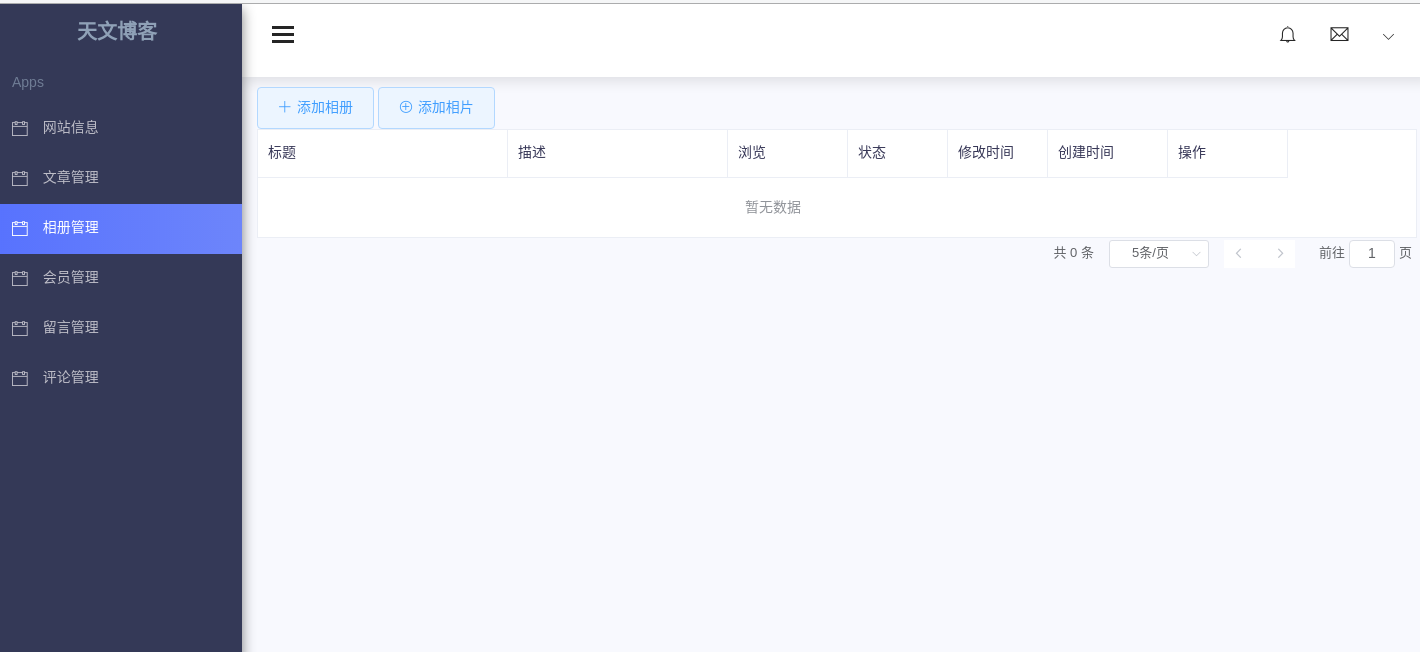 天文博客
Apps
网站信息
文章管理
相册管理
会员管理
留言管理
评论管理
添加相册 添加相片
标题 描述 浏览 状态 修改时间 创建时间 操作
暂无数据
共 0 条 5条/页 前往 1 页